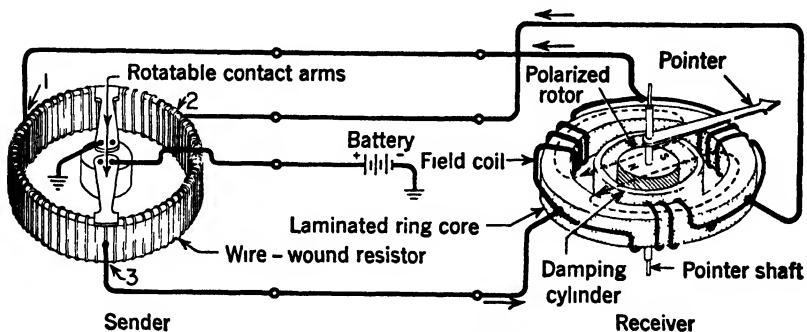 1
Rotatable contact arms
2
Battery
+ -
Wire-wound resistor
3
Sender
Polarized
rotor
Pointer
Field coil
Laminated ring core
Damping
cylinder
Pointer shaft
Receiver